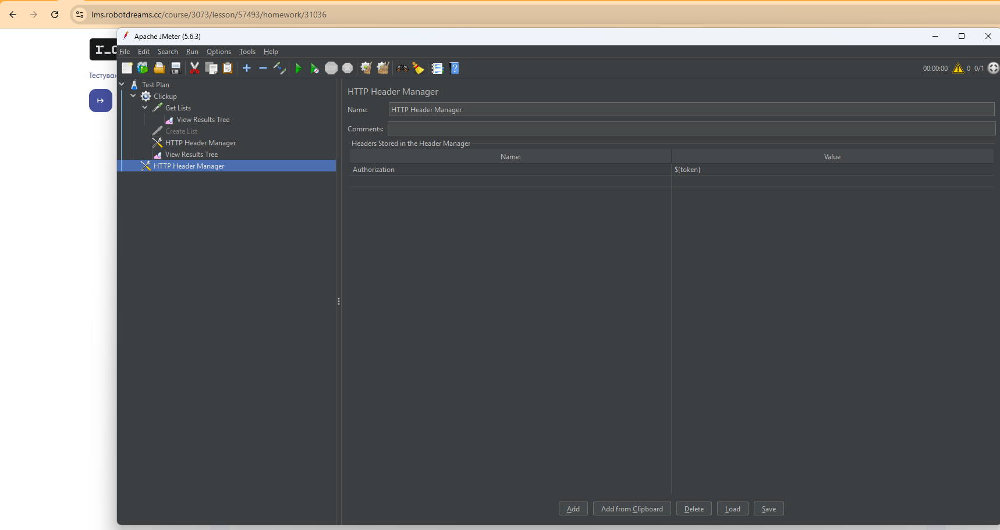 lms.robotdreams.cc/course/3073/lesson/57493/homework/31036
Apache JMeter (5.6.3)
File Edit Search Run Options Tools Help
STOP
00:00:00 0 0/1
Test Plan
Clickup
Get Lists
View Results Tree
Create List
HTTP Header Manager
View Results Tree
HTTP Header Manager
HTTP Header Manager
Name: HTTP Header Manager
Comments:
Headers Stored in the Header Manager
Name: Value
Authorization ${token}
Add Add from Clipboard Delete Load Save